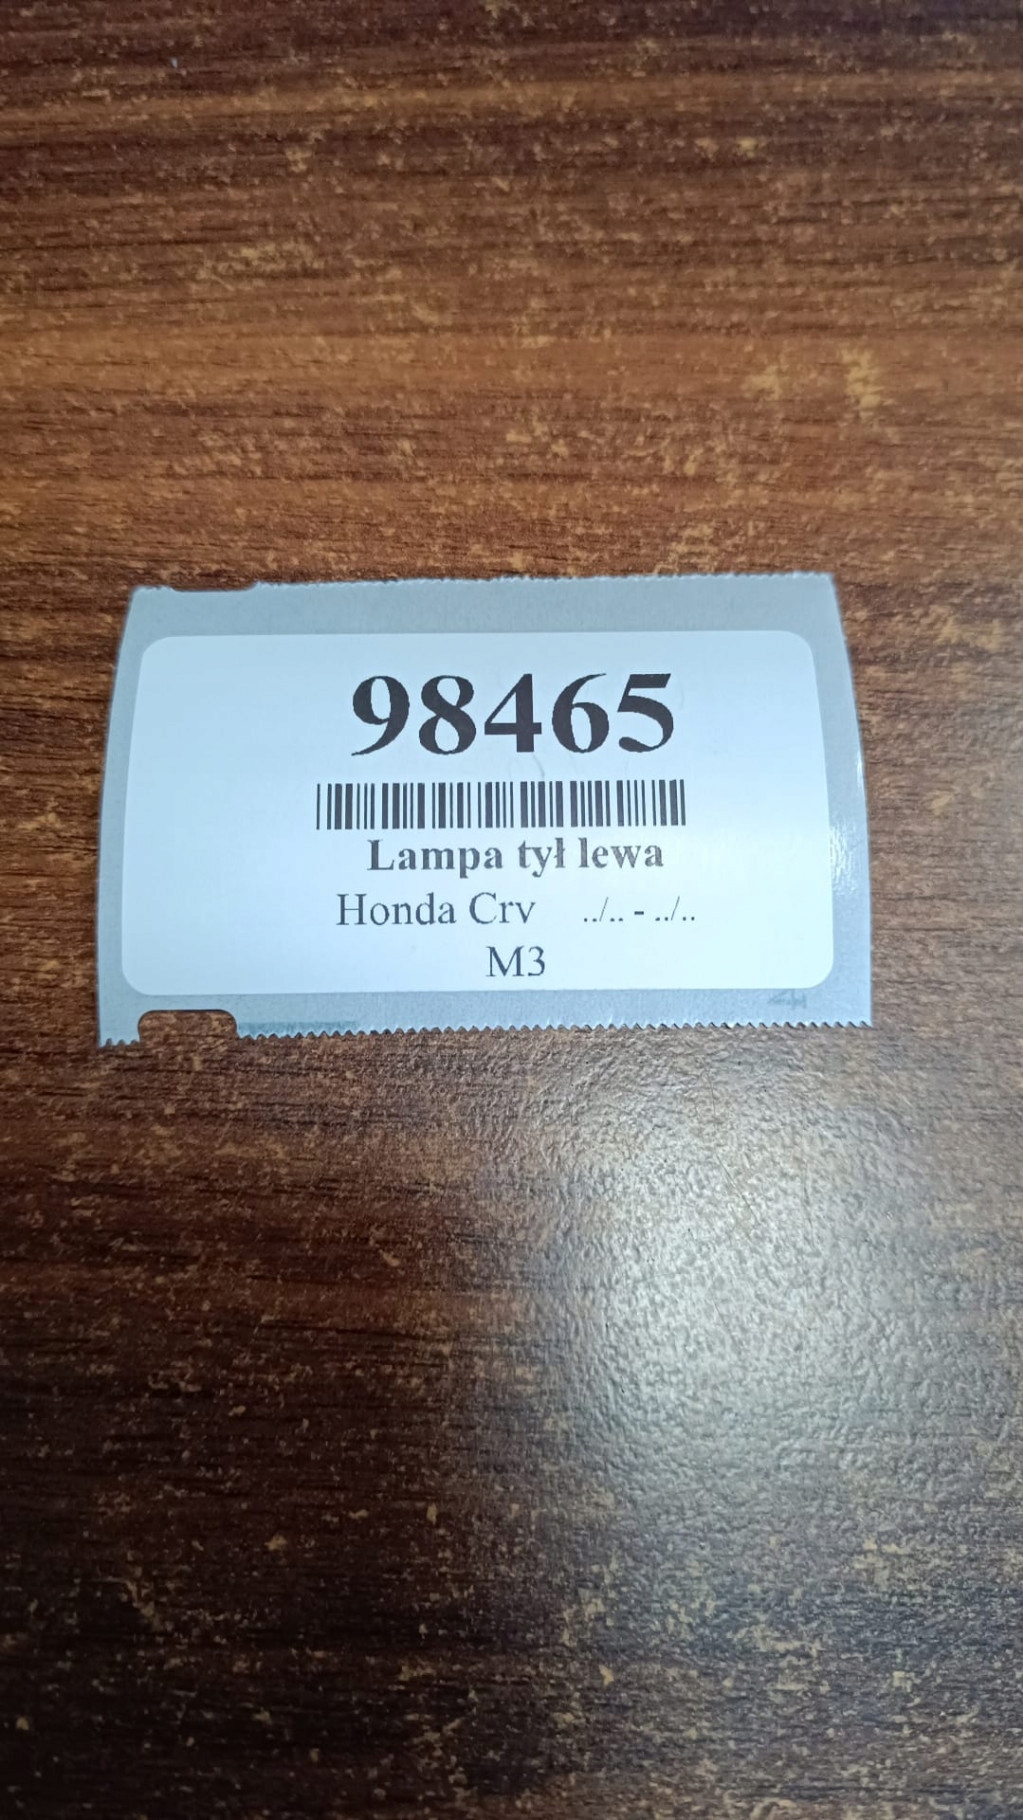 98465
Lampa tył lewa
Honda Crv ../.. - ../..
M3